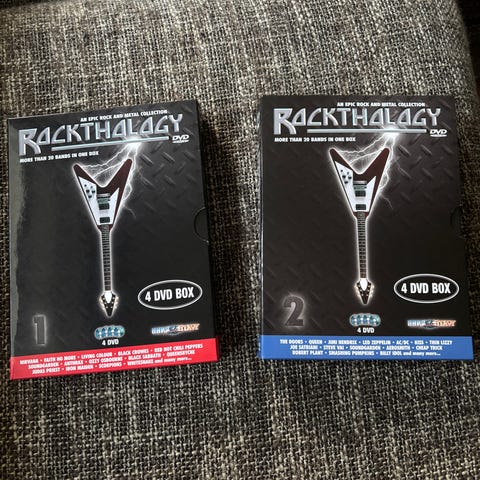 AN EPIC ROCK AND METAL COLLECTION
ROCKTHALOGY
DVD
MORE THAN 20 BANDS IN ONE BOX
4 DVD BOX
1
4 DVD
NIRVANA • FAITH NO MORE • LIVING COLOUR • BLACK CROWES • RED HOT CHILI PEPPERS
SOUNDGARDEN • ANTHRAX • OZZY OSBOURNE • BLACK SABBATH • QUEENSRYCHE
JUDAS PRIEST • IRON MAIDEN • SCORPIONS • WHITESNAKE and many more...
AN EPIC ROCK AND METAL COLLECTION
ROCKTHALOGY
DVD
MORE THAN 20 BANDS IN ONE BOX
4 DVD BOX
2
4 DVD
THE DOORS • QUEEN • JIMI HENDRIX • LED ZEPPELIN • AC/DC • KISS • THIN LIZZY
JOE SATRIANI • STEVE VAI • SOUNDGARDEN • AEROSMITH • CHEAP TRICK
ROBERT PLANT • SMASHING PUMPKINS • BILLY IDOL and many more...